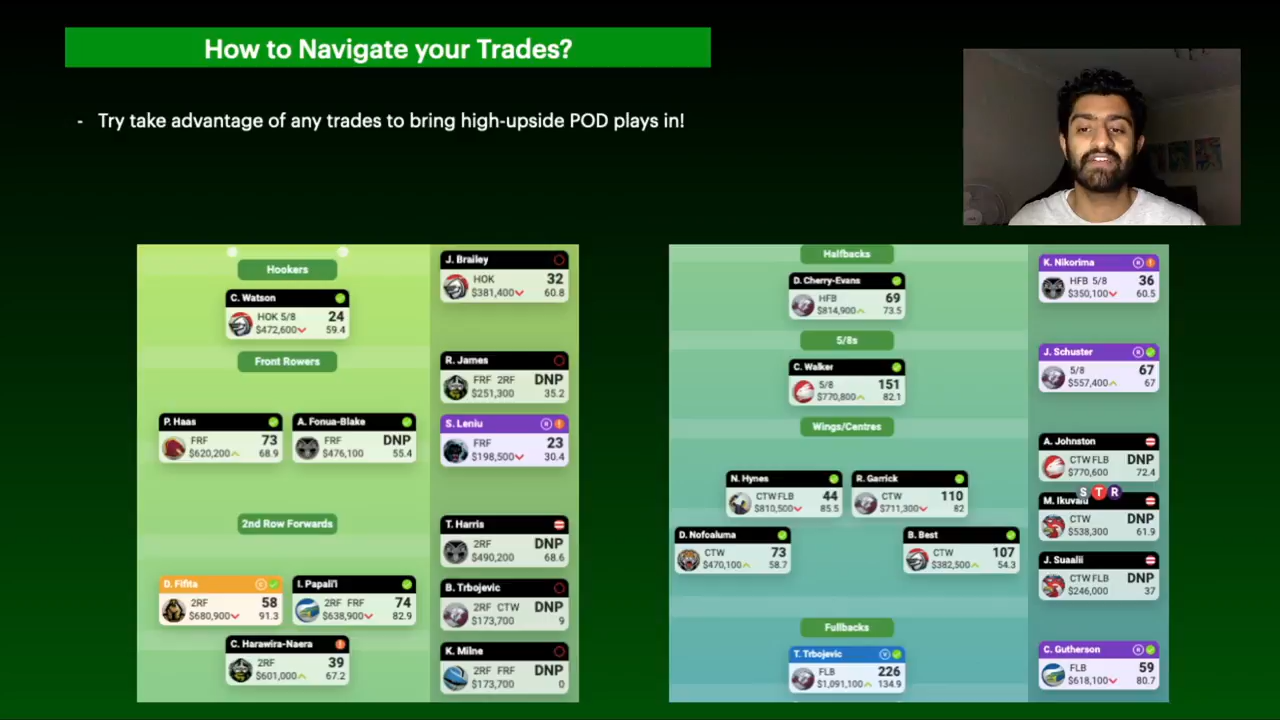 How to Navigate your Trades?
- Try take advantage of any trades to bring high-upside POD plays in!
Hookers
C. Watson
HOK 5/8 24
$472,600 59.4
J. Brailey
HOK 32
$381,400 60.8
Front Rowers
P. Haas
FRF 73
$620,200 68.9
A. Fonua-Blake
FRF DNP
$476,100 55.4
R. James
FRF 2RF DNP
$251,300 35.2
S. Leniu R !
FRF 23
$198,500 30.4
2nd Row Forwards
D. Fifita C
2RF 58
$680,900 91.3
I. Papali'i
2RF FRF 74
$638,900 82.9
C. Harawira-Naera !
2RF 39
$601,000 67.2
T. Harris
2RF DNP
$490,200 68.6
B. Trbojevic
2RF CTW DNP
$173,700 9
K. Milne
2RF FRF DNP
$173,700 0
Halfbacks
D. Cherry-Evans
HFB 69
$814,900 73.5
K. Nikorima R !
HFB 5/8 36
$350,100 60.5
5/8s
C. Walker
5/8 151
$770,800 82.1
J. Schuster R
5/8 67
$557,400 67
Wings/Centres
N. Hynes
CTW FLB 44
$810,500 85.5
R. Garrick
CTW 110
$711,300 82
D. Nofoaluma
CTW 73
$470,100 58.7
B. Best
CTW 107
$382,500 54.3
A. Johnston
CTW FLB DNP
$770,600 72.4
S T R
M. Ikuvalu
CTW DNP
$538,300 61.9
J. Suaalii
CTW FLB DNP
$246,000 37
Fullbacks
T. Trbojevic V
FLB 226
$1,091,100 134.9
C. Gutherson R
FLB 59
$618,100 80.7